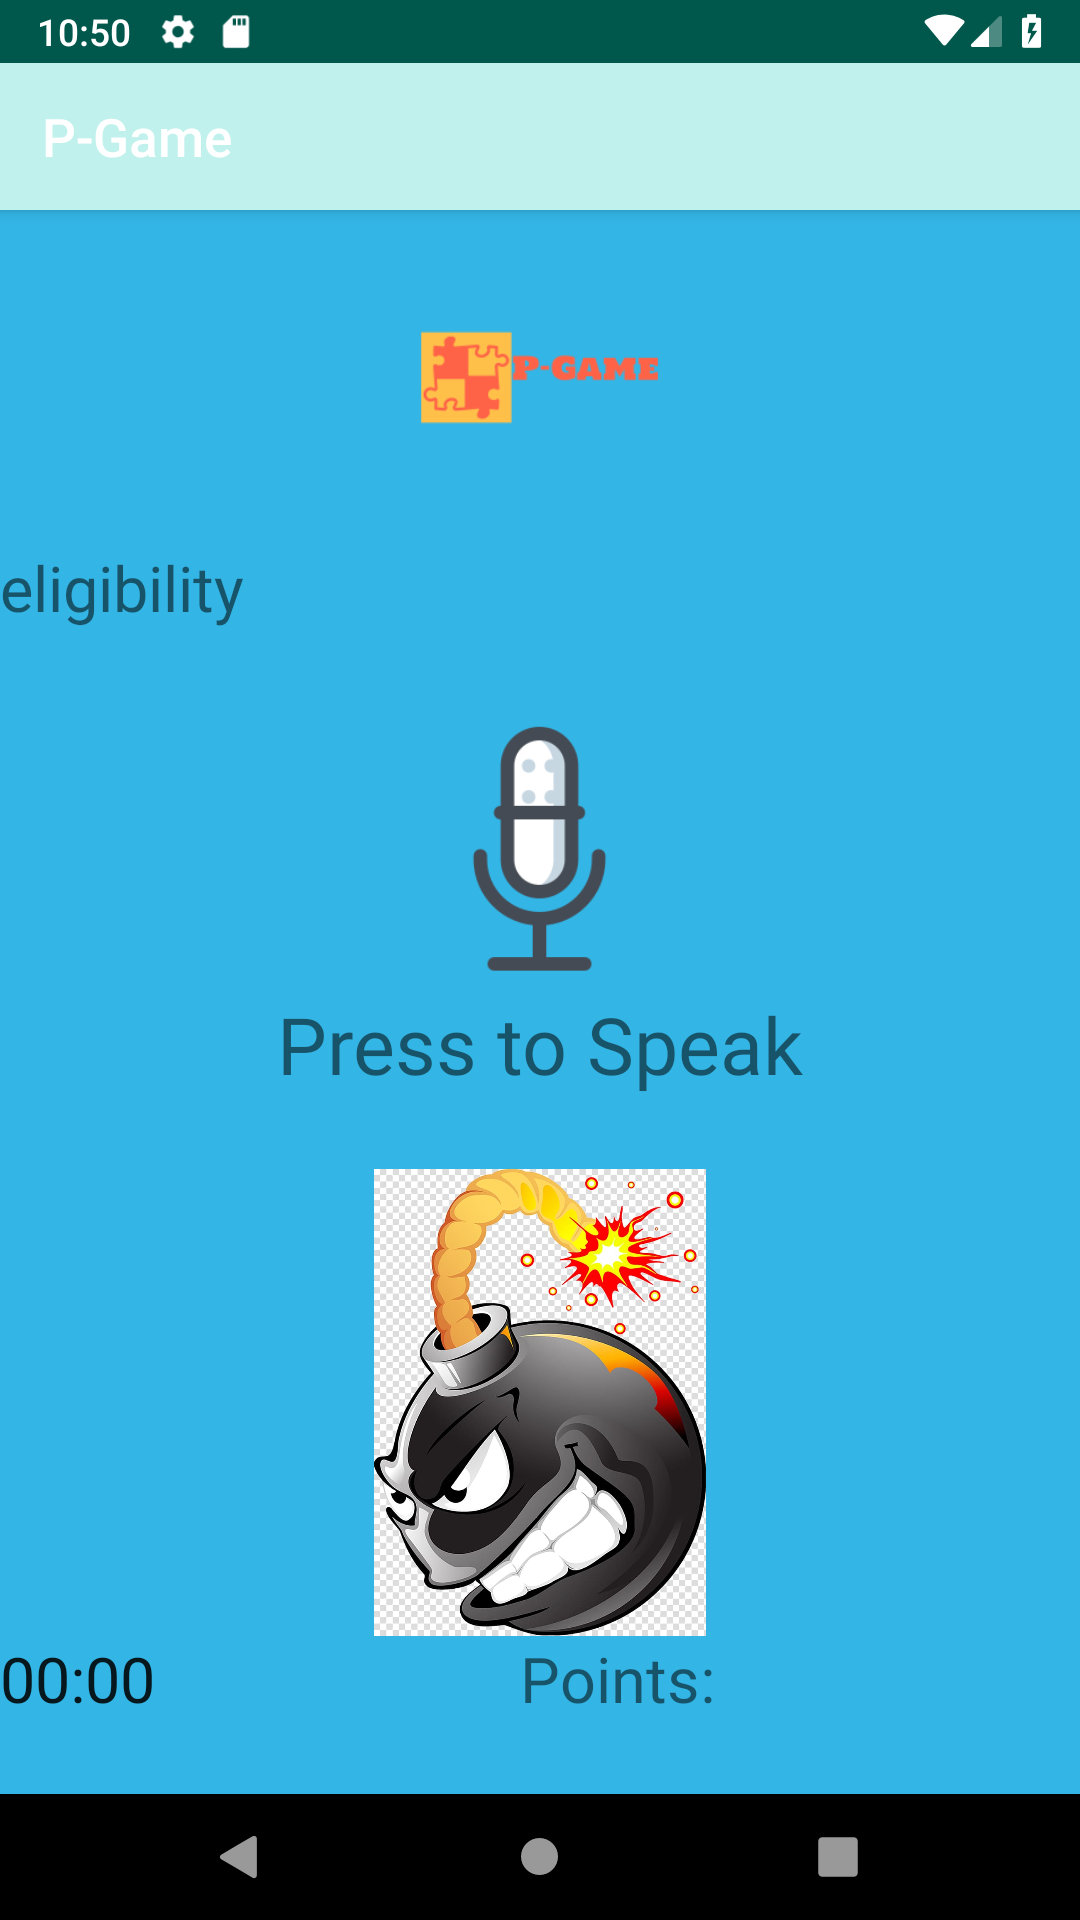 10:50
P-Game
P-GAME
eligibility
Press to Speak
00:00
Points: